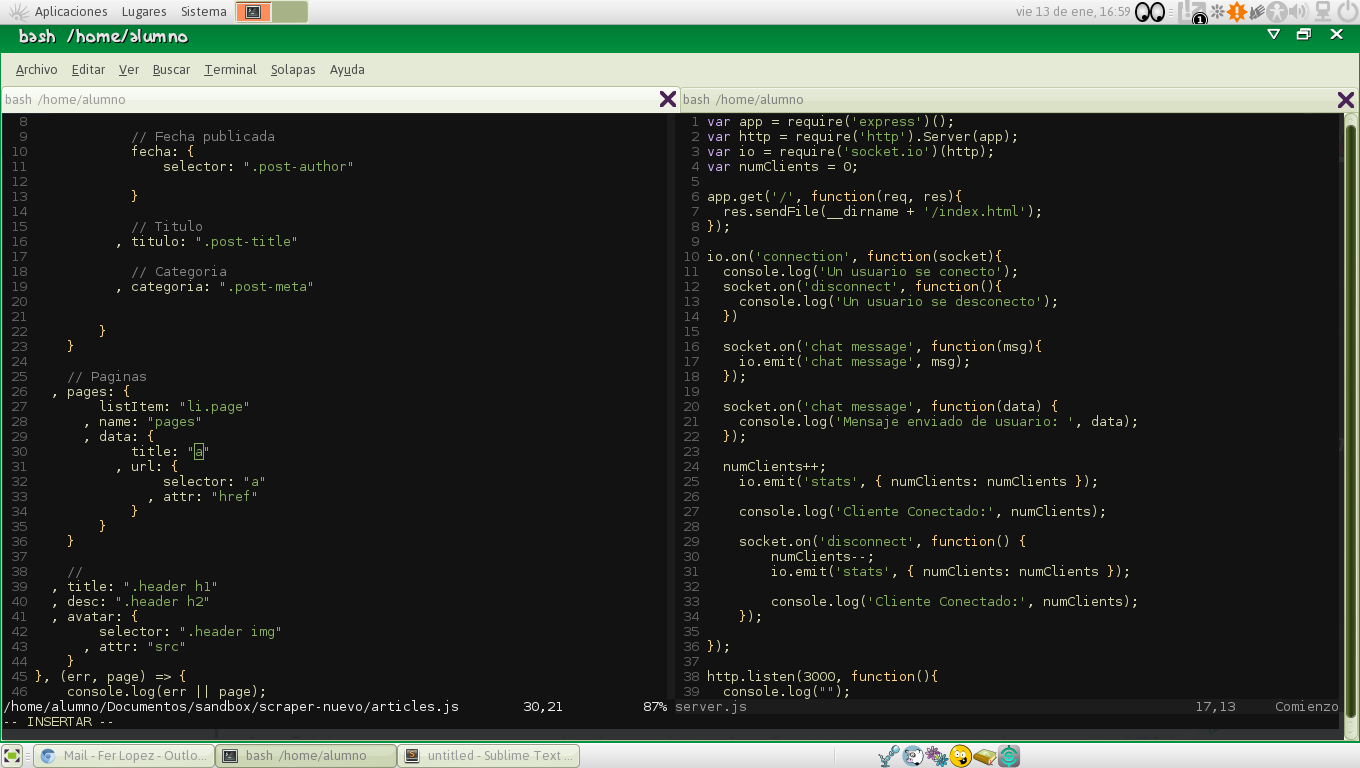 Aplicaciones Lugares Sistema
vie 13 de ene, 16:59
1
bash /home/alumno
Archivo Editar Ver Buscar Terminal Solapas Ayuda
bash /home/alumno
8
9 // Fecha publicada
10 fecha: {
11 selector: ".post-author"
12
13 }
14
15 // Titulo
16 , titulo: ".post-title"
17
18 // Categoria
19 , categoria: ".post-meta"
20
21
22 }
23 }
24
25 // Paginas
26 , pages: {
27 listItem: "li.page"
28 , name: "pages"
29 , data: {
30 title: "a"
31 , url: {
32 selector: "a"
33 , attr: "href"
34 }
35 }
36 }
37
38 //
39 , title: ".header h1"
40 , desc: ".header h2"
41 , avatar: {
42 selector: ".header img"
43 , attr: "src"
44 }
45 }, (err, page) => {
46 console.log(err || page);
/home/alumno/Documentos/sandbox/scraper-nuevo/articles.js 30,21 87%
-- INSERTAR --
bash /home/alumno
1 var app = require('express')();
2 var http = require('http').Server(app);
3 var io = require('socket.io')(http);
4 var numClients = 0;
5
6 app.get('/', function(req, res){
7 res.sendFile(__dirname + '/index.html');
8 });
9
10 io.on('connection', function(socket){
11 console.log('Un usuario se conecto');
12 socket.on('disconnect', function(){
13 console.log('Un usuario se desconecto');
14 })
15
16 socket.on('chat message', function(msg){
17 io.emit('chat message', msg);
18 });
19
20 socket.on('chat message', function(data) {
21 console.log('Mensaje enviado de usuario: ', data);
22 });
23
24 numClients++;
25 io.emit('stats', { numClients: numClients });
26
27 console.log('Cliente Conectado:', numClients);
28
29 socket.on('disconnect', function() {
30 numClients--;
31 io.emit('stats', { numClients: numClients });
32
33 console.log('Cliente Conectado:', numClients);
34 });
35
36 });
37
38 http.listen(3000, function(){
39 console.log("");
server.js 17,13 Comienzo
Mail - Fer Lopez - Outlo...
bash /home/alumno
untitled - Sublime Text ...